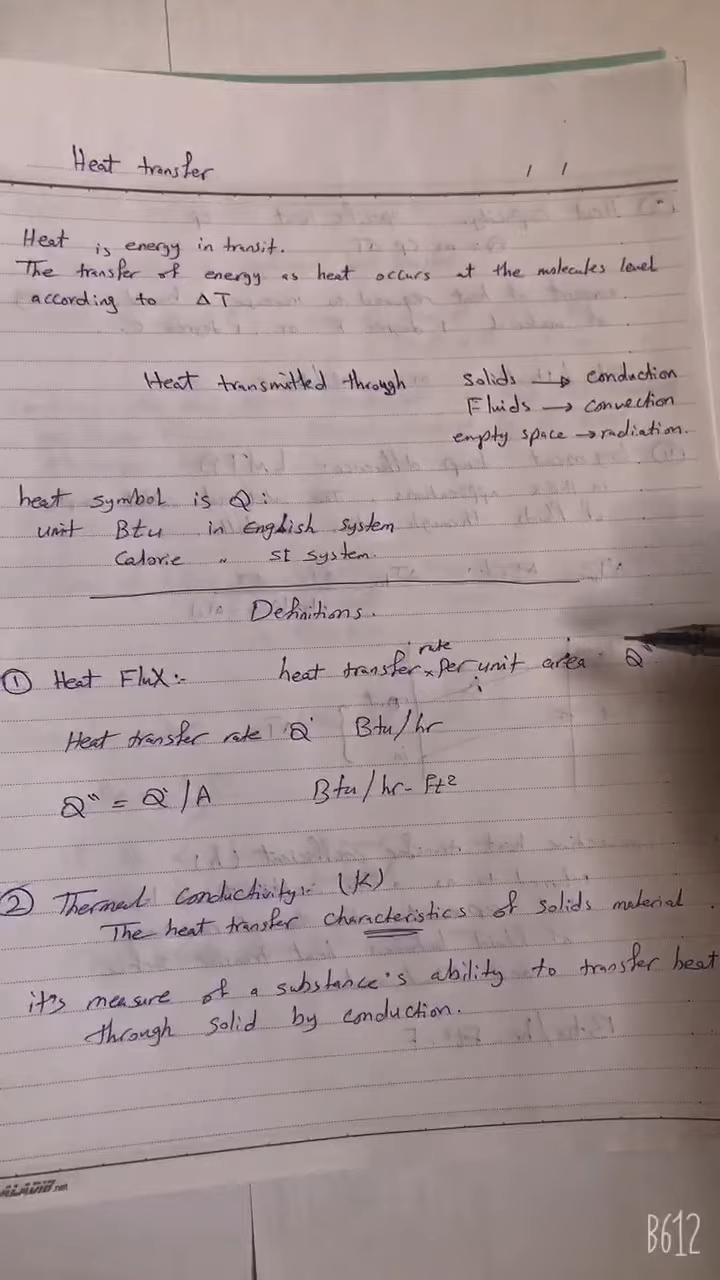 Heat transfer / /
Heat is energy in transit.
The transfer of energy as heat occurs at the molecules level
according to ΔT
Heat transmitted through solids → conduction
Fluids → convection
empty space → radiation.
heat symbol is Q:
unit Btu in English system
Calorie " SI system.
Definitions.
① Heat Flux:- heat transfer rate per unit area Q"
Heat transfer rate Q̇ Btu/hr
Q" = Q̇/A Btu/hr-Ft2
② Thermal Conductivity:- (K)
The heat transfer characteristics of solids material.
it's measure of a substance's ability to transfer heat
through solid by conduction.
B612